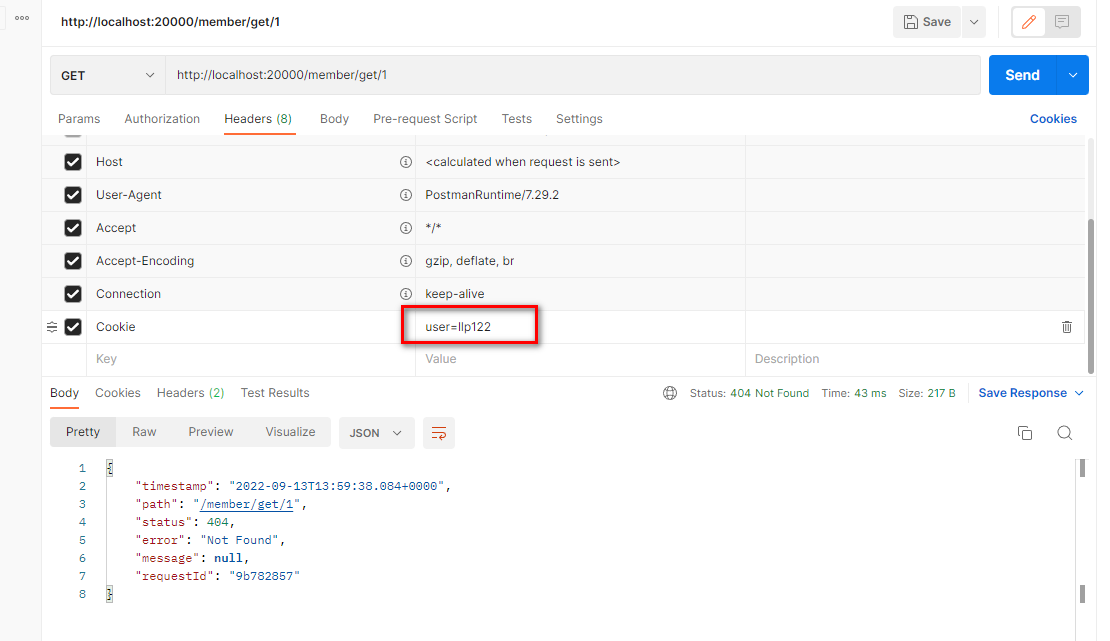 http://localhost:20000/member/get/1
Save
GET
http://localhost:20000/member/get/1
Send
Params Authorization Headers (8) Body Pre-request Script Tests Settings Cookies
Host <calculated when request is sent>
User-Agent PostmanRuntime/7.29.2
Accept */*
Accept-Encoding gzip, deflate, br
Connection keep-alive
Cookie user=llp122
Key Value Description
Body Cookies Headers (2) Test Results Status: 404 Not Found Time: 43 ms Size: 217 B Save Response
Pretty Raw Preview Visualize JSON
1 {
2 "timestamp": "2022-09-13T13:59:38.084+0000",
3 "path": "/member/get/1",
4 "status": 404,
5 "error": "Not Found",
6 "message": null,
7 "requestId": "9b782857"
8 }